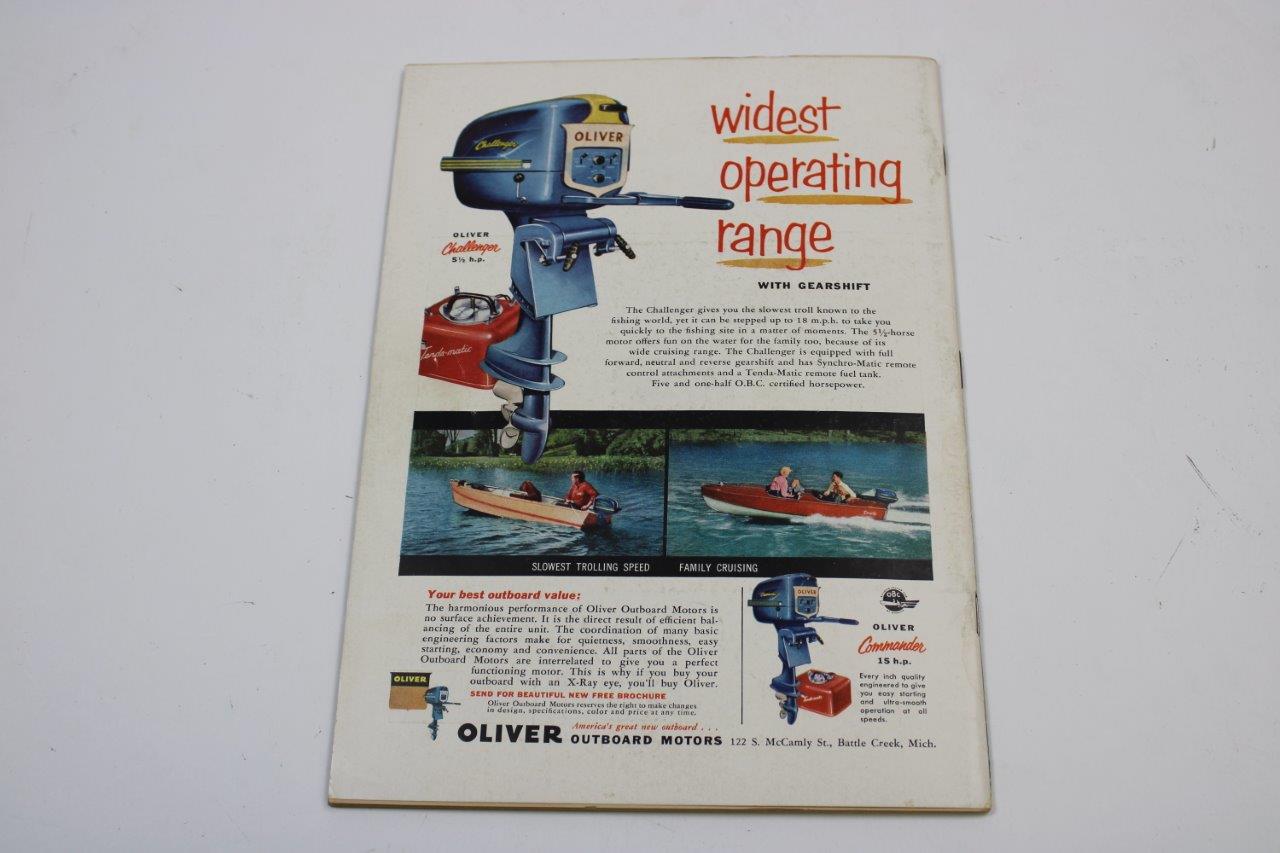 widest
operating
range
WITH GEARSHIFT
OLIVER
Challenger
OLIVER
Challenger
5½ h.p.
Tenda-matic
The Challenger gives you the slowest troll known to the
fishing world, yet it can be stepped up to 18 m.p.h. to take you
quickly to the fishing site in a matter of moments. The 5½-horse
motor offers fun on the water for the family too, because of its
wide cruising range. The Challenger is equipped with full
forward, neutral and reverse gearshift and has Synchro-Matic remote
control attachments and a Tenda-Matic remote fuel tank.
Five and one-half O.B.C. certified horsepower.
SLOWEST TROLLING SPEED
FAMILY CRUISING
Your best outboard value:
The harmonious performance of Oliver Outboard Motors is
no surface achievement. It is the direct result of efficient bal-
ancing of the entire unit. The coordination of many basic
engineering factors make for quietness, smoothness, easy
starting, economy and convenience. All parts of the Oliver
Outboard Motors are interrelated to give you a perfect
functioning motor. This is why if you buy your
outboard with an X-Ray eye, you'll buy Oliver.
SEND FOR BEAUTIFUL NEW FREE BROCHURE
Oliver Outboard Motors reserves the right to make changes
in design, specifications, color and price at any time.
OLIVER
OLIVER
OBC
OLIVER
Commander
15 h.p.
Every inch quality
engineered to give
you easy starting
and ultra-smooth
operation at all
speeds.
America's great new outboard . . .
OLIVER OUTBOARD MOTORS 122 S. McCamly St., Battle Creek, Mich.